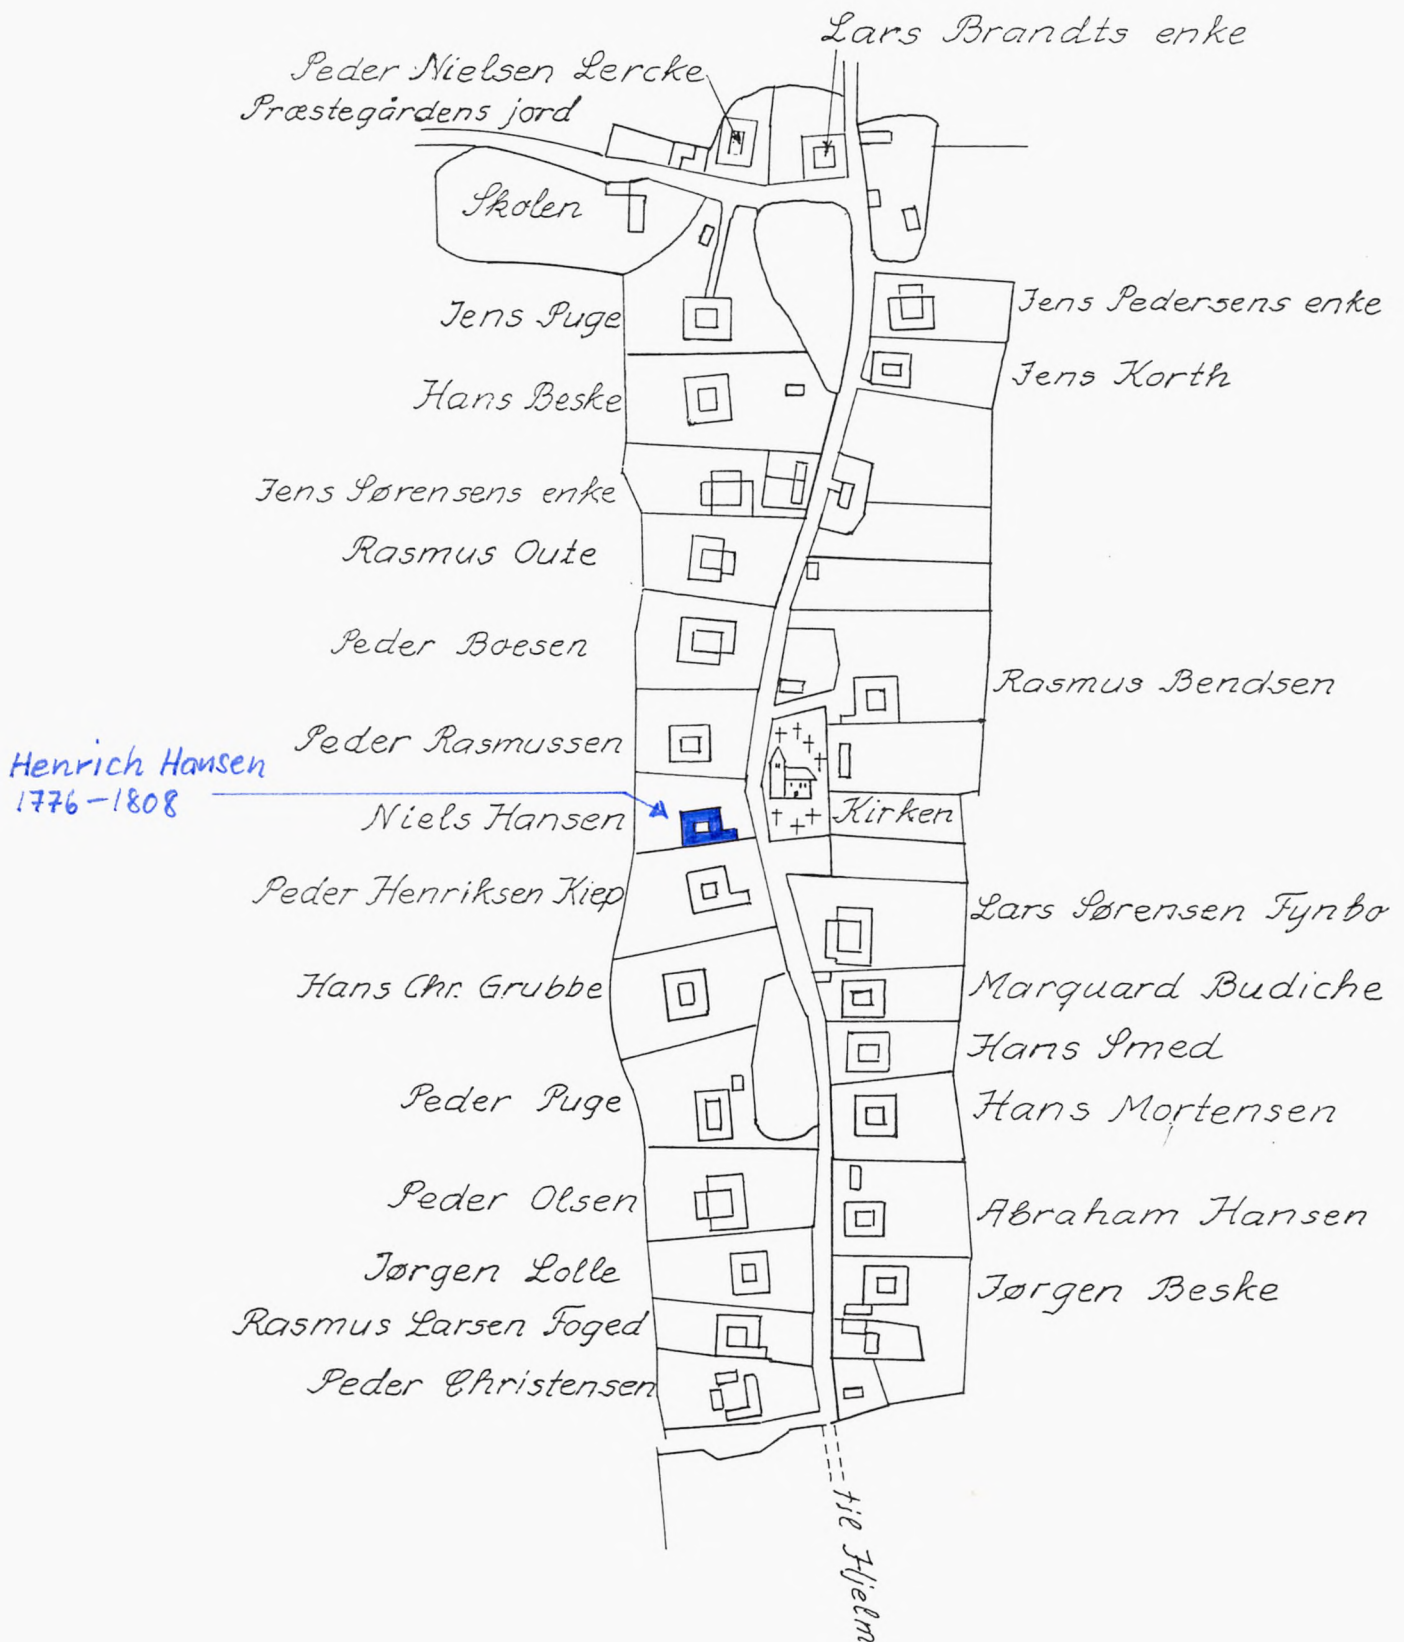 Lars Brandts enke
Peder Nielsen Lercke
Præstegårdens jord
Skolen
Jens Puge
Jens Pedersens enke
Hans Beske
Jens Korth
Jens Sørensens enke
Rasmus Oute
Peder Boesen
Rasmus Bendsen
Peder Rasmussen
Henrich Hansen
1776-1808
Niels Hansen
Kirken
Peder Henriksen Kiep
Lars Sørensen Fynbo
Hans Chr. Grubbe
Marquard Budiche
Hans Smed
Peder Puge
Hans Mortensen
Peder Olsen
Abraham Hansen
Jørgen Lolle
Jørgen Beske
Rasmus Larsen Foged
Peder Christensen
til Hjelm